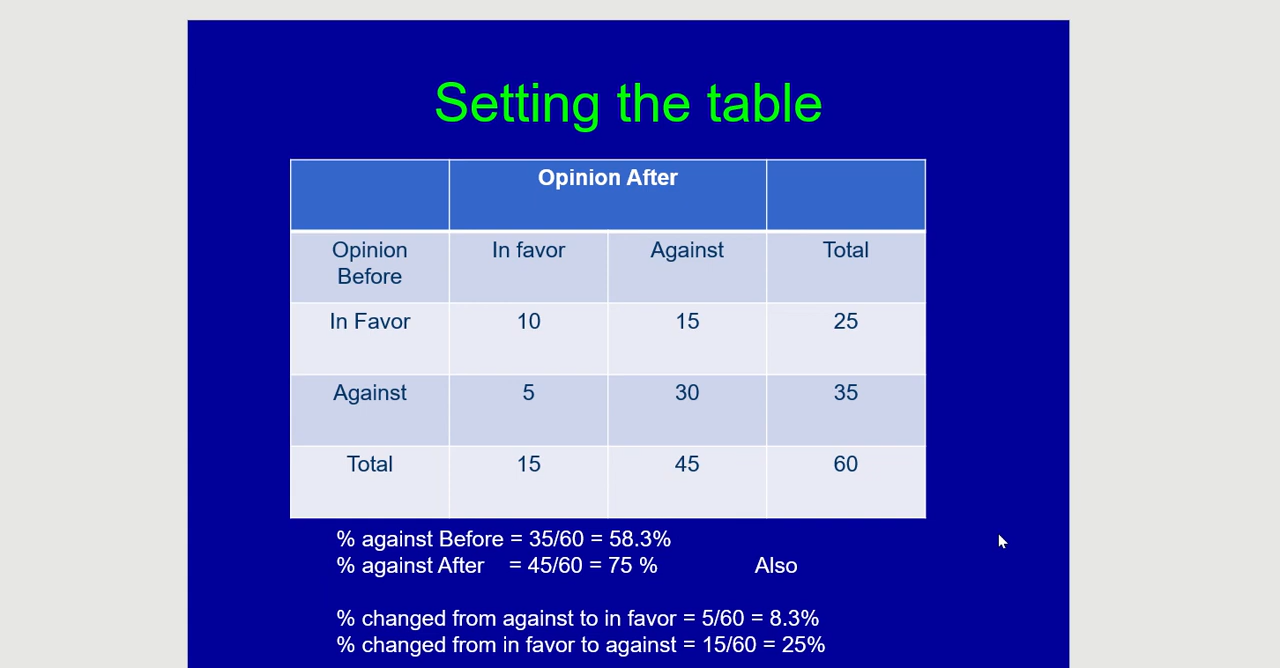 Setting the table
Opinion After
Opinion Before In favor Against Total
In Favor 10 15 25
Against 5 30 35
Total 15 45 60
% against Before = 35/60 = 58.3%
% against After = 45/60 = 75 % Also
% changed from against to in favor = 5/60 = 8.3%
% changed from in favor to against = 15/60 = 25%